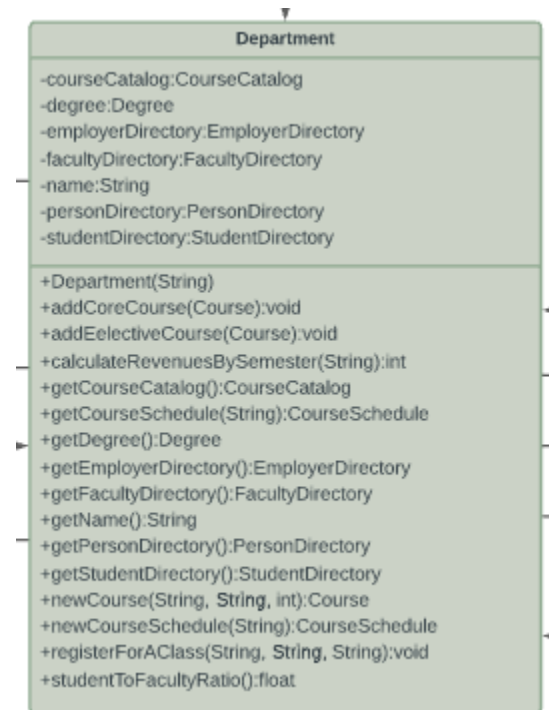 Department
-courseCatalog:CourseCatalog
-degree:Degree
-employerDirectory:EmployerDirectory
-facultyDirectory:FacultyDirectory
-name:String
-personDirectory:PersonDirectory
-studentDirectory:StudentDirectory
+Department(String)
+addCoreCourse(Course):void
+addEelectiveCourse(Course):void
+calculateRevenuesBySemester(String):int
+getCourseCatalog():CourseCatalog
+getCourseSchedule(String):CourseSchedule
+getDegree():Degree
+getEmployerDirectory():EmployerDirectory
+getFacultyDirectory():FacultyDirectory
+getName():String
+getPersonDirectory():PersonDirectory
+getStudentDirectory():StudentDirectory
+newCourse(String, String, int):Course
+newCourseSchedule(String):CourseSchedule
+registerForAClass(String, String, String):void
+studentToFacultyRatio():float